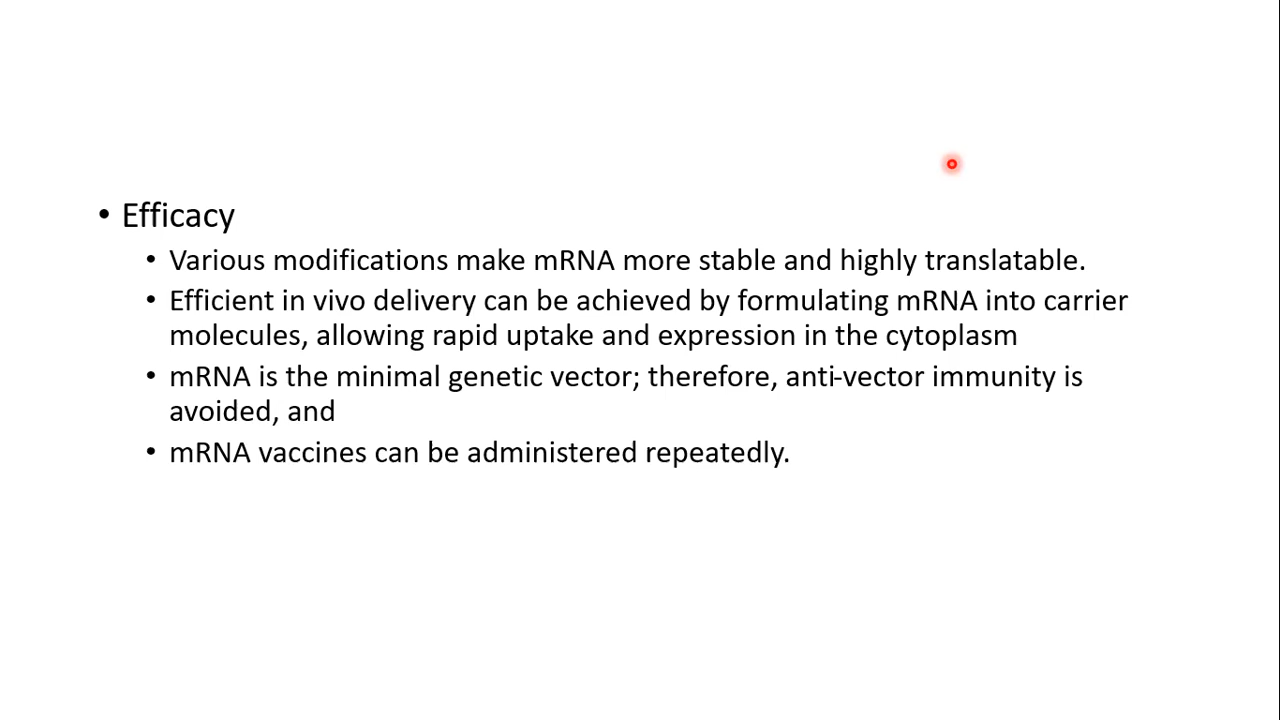 • Efficacy
• Various modifications make mRNA more stable and highly translatable.
• Efficient in vivo delivery can be achieved by formulating mRNA into carrier
molecules, allowing rapid uptake and expression in the cytoplasm
• mRNA is the minimal genetic vector; therefore, anti-vector immunity is
avoided, and
• mRNA vaccines can be administered repeatedly.